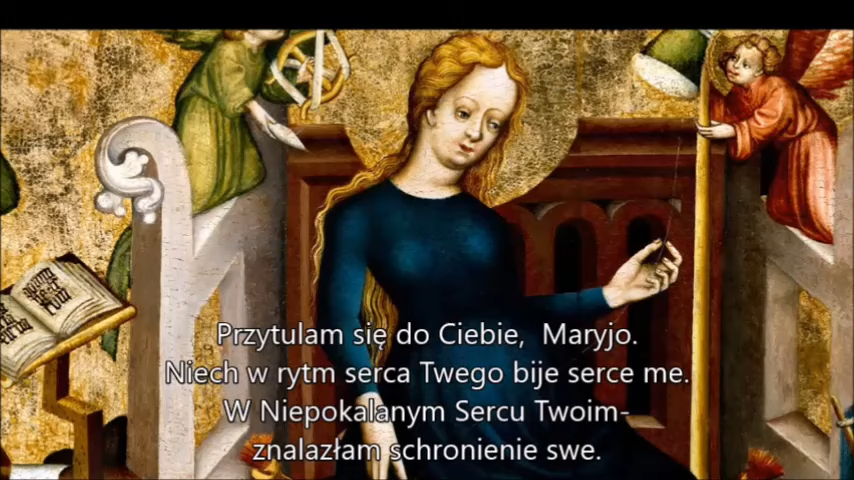 Przytulam się do Ciebie, Maryjo.
Niech w rytm serca Twego bije serce me.
W Niepokalanym Sercu Twoim-
znalazłam schronienie swe.